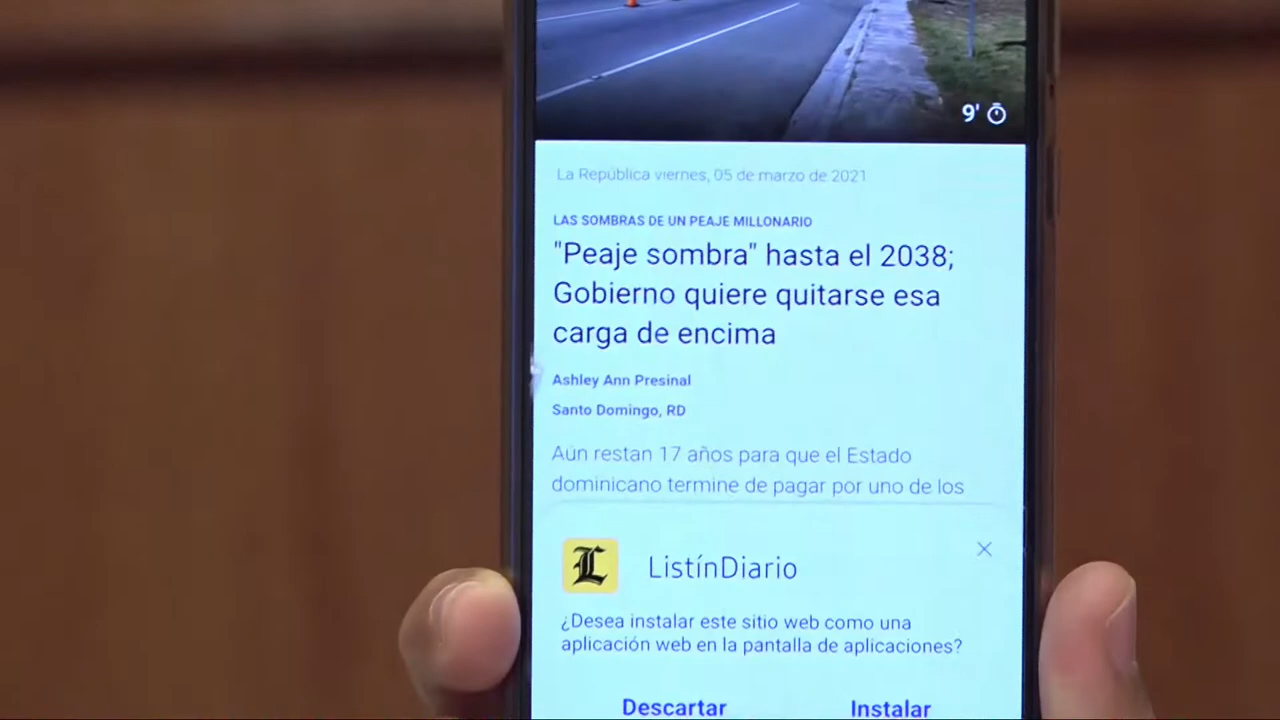 9'
La República viernes, 05 de marzo de 2021
LAS SOMBRAS DE UN PEAJE MILLONARIO
"Peaje sombra" hasta el 2038;
Gobierno quiere quitarse esa
carga de encima
Ashley Ann Presinal
Santo Domingo, RD
Aún restan 17 años para que el Estado
dominicano termine de pagar por uno de los
L
ListínDiario
¿Desea instalar este sitio web como una
aplicación web en la pantalla de aplicaciones?
Descartar Instalar